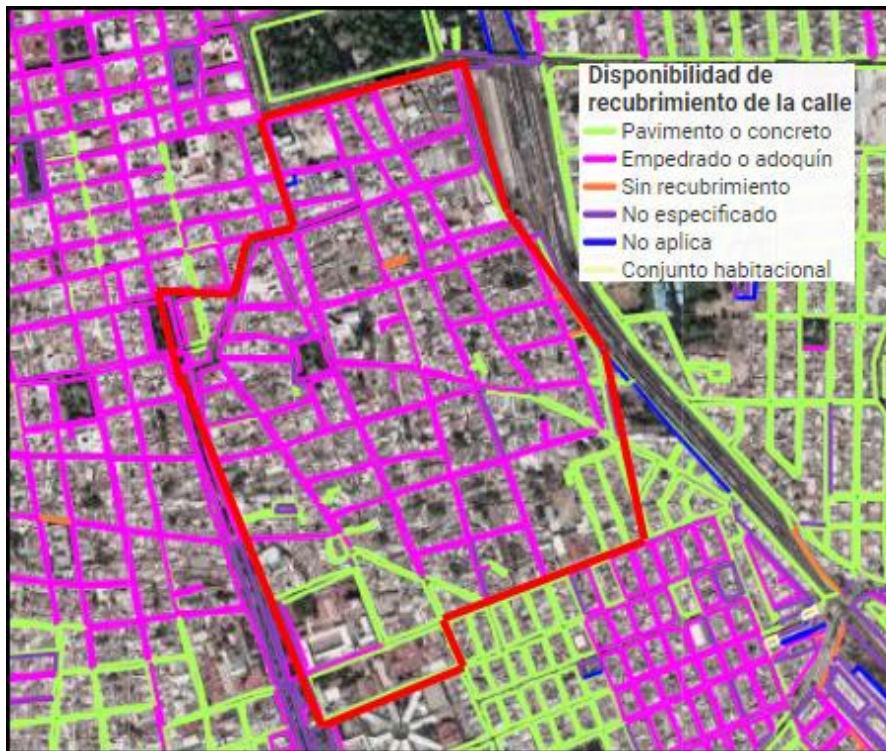 Disponibilidad de
recubrimiento de la calle
Pavimento o concreto
Empedrado o adoquín
Sin recubrimiento
No especificado
No aplica
Conjunto habitacional